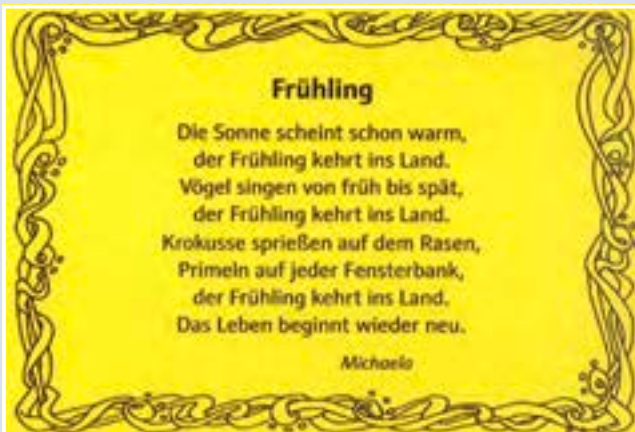 Frühling
Die Sonne scheint schon warm,
der Frühling kehrt ins Land.
Vögel singen von früh bis spät,
der Frühling kehrt ins Land.
Krokusse sprießen auf dem Rasen,
Primeln auf jeder Fensterbank,
der Frühling kehrt ins Land.
Das Leben beginnt wieder neu.
Michaela